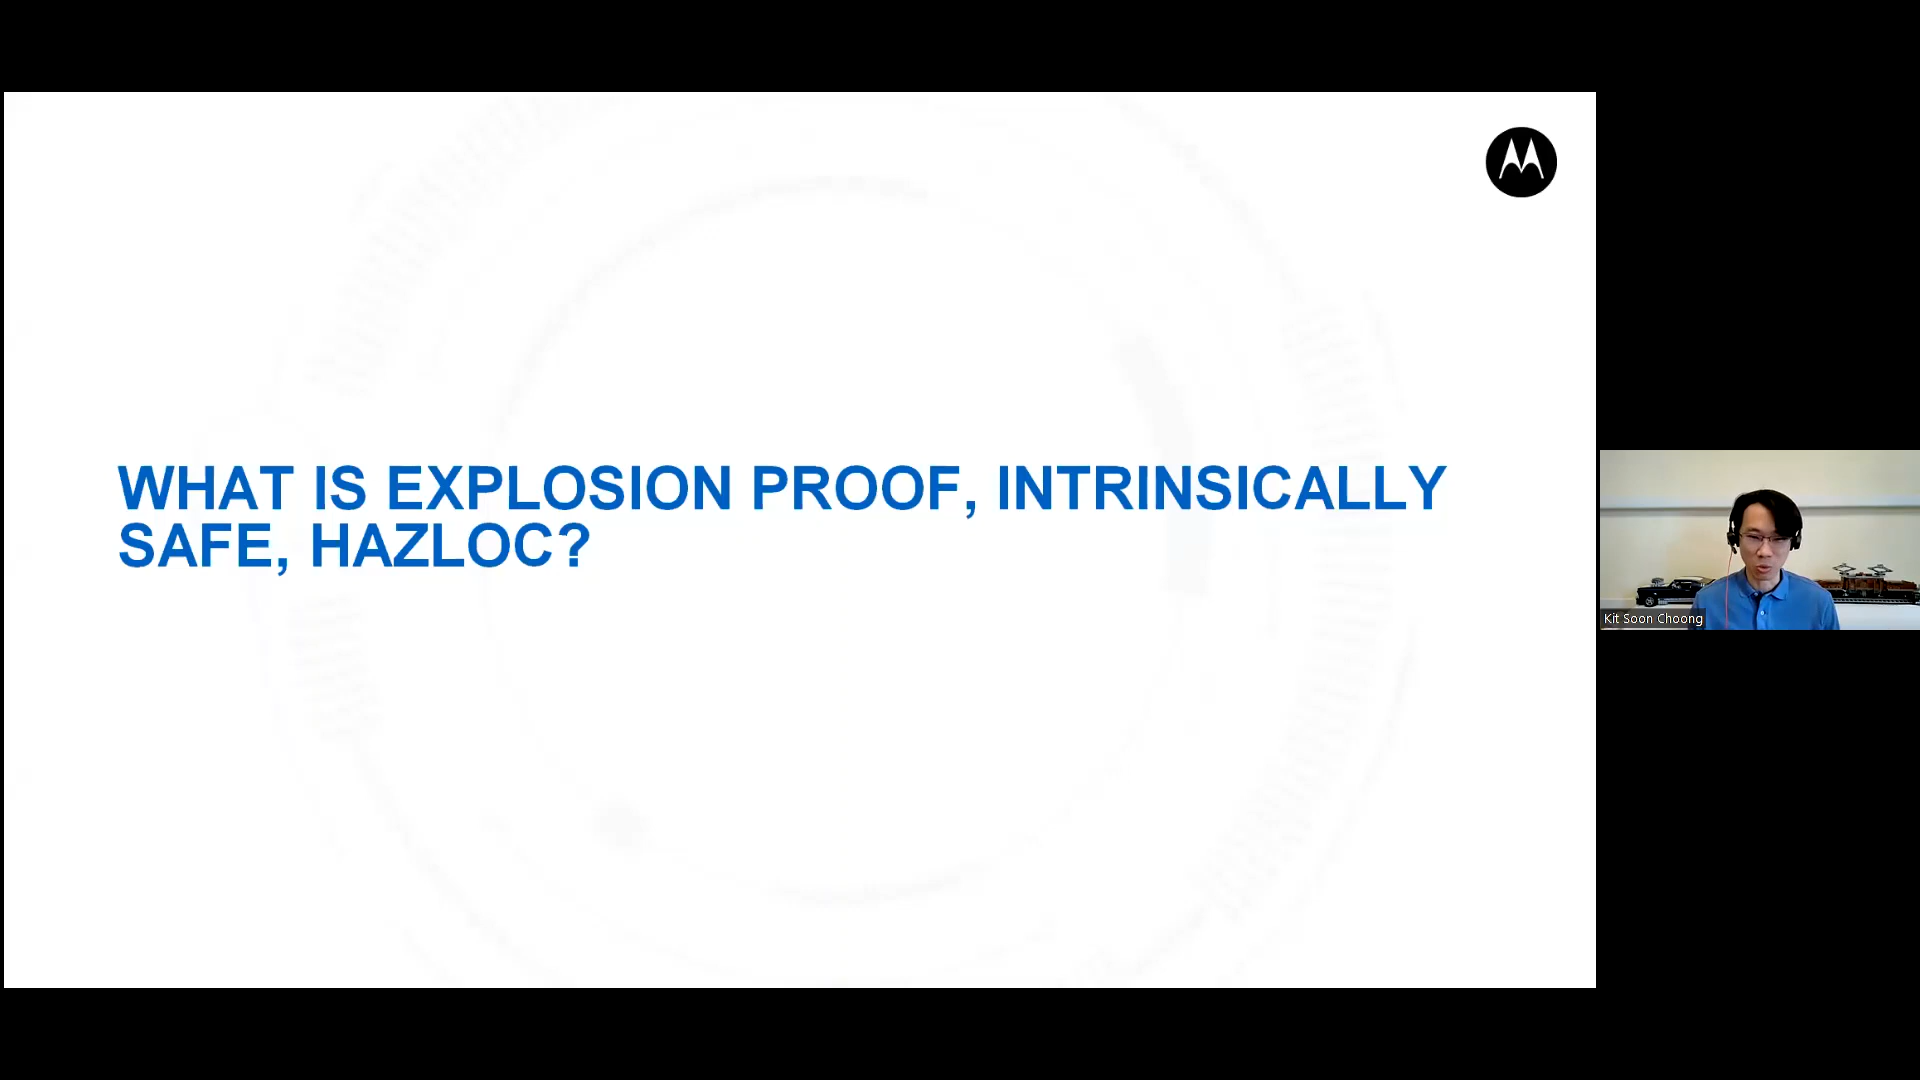 WHAT IS EXPLOSION PROOF, INTRINSICALLY
SAFE, HAZLOC?
Kit Soon Choong